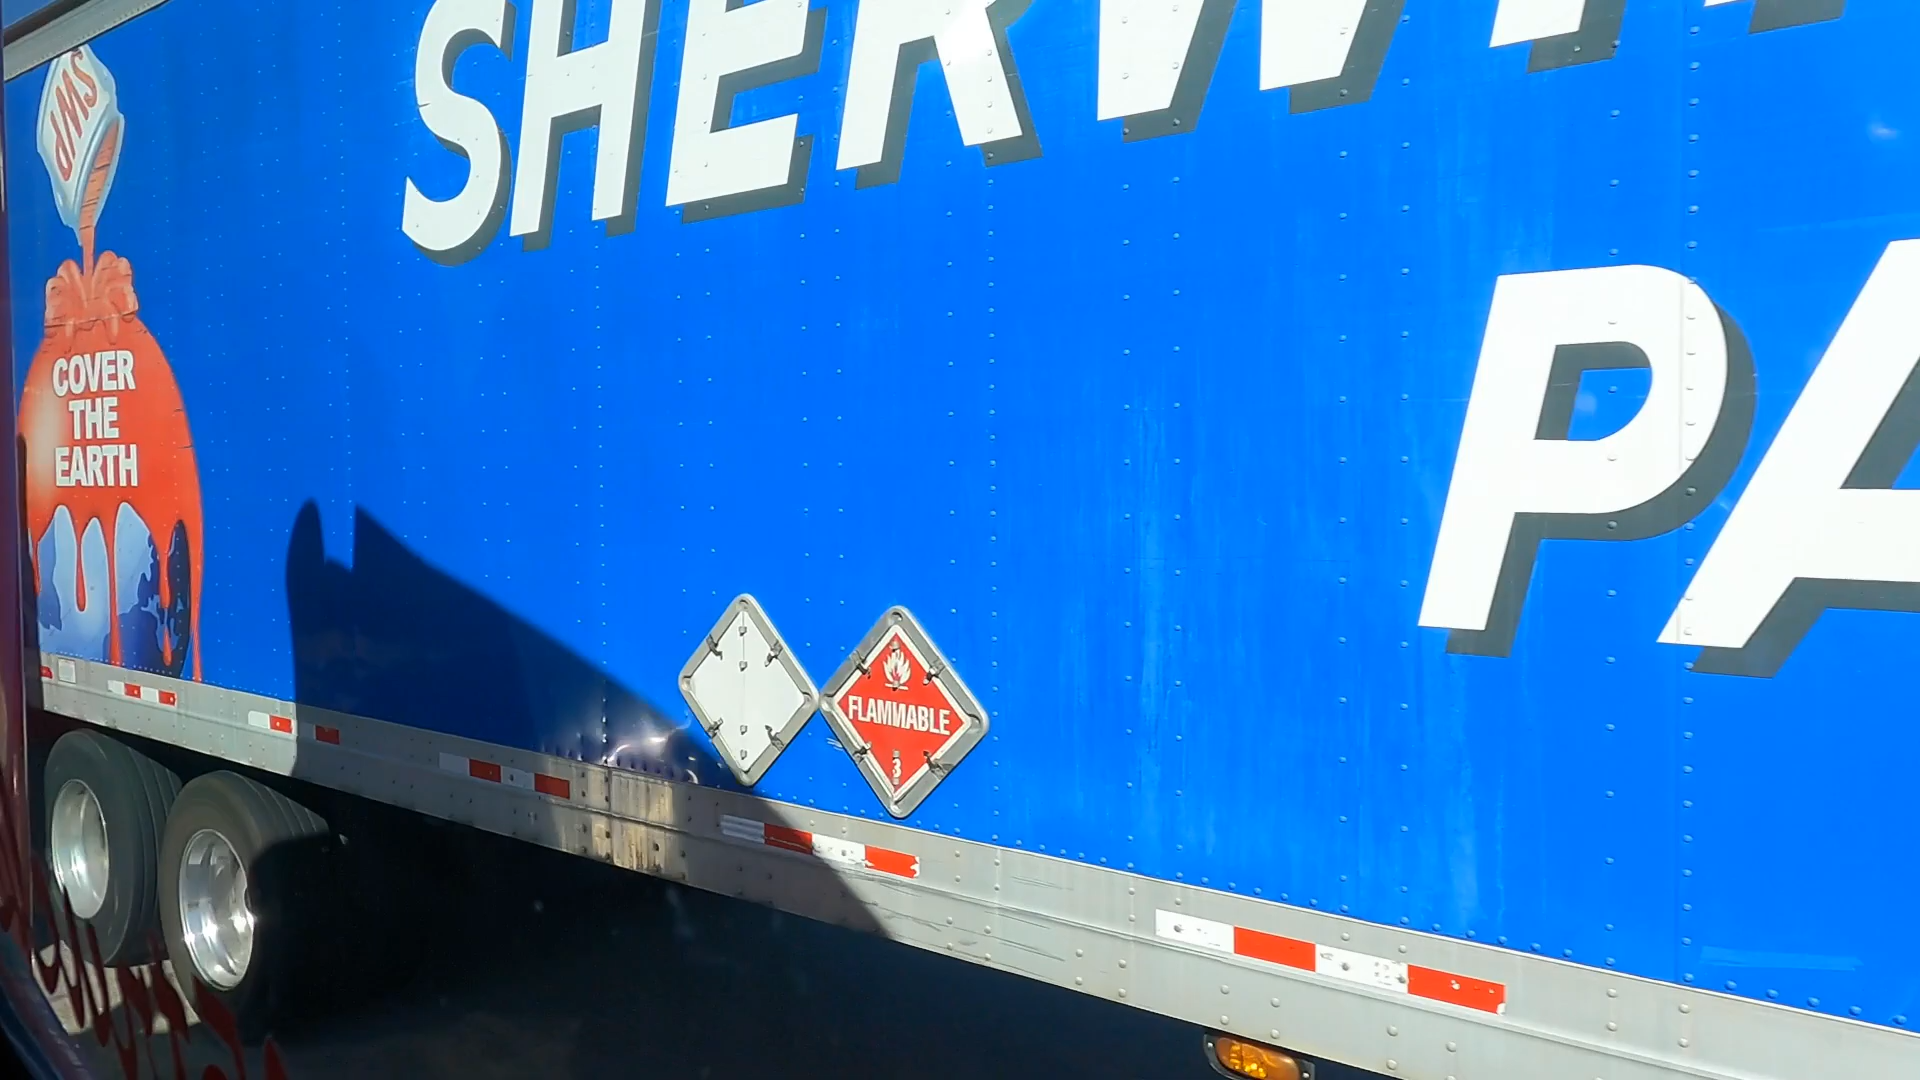 SWP
COVER
THE
EARTH
SHERW
PA
FLAMMABLE
3